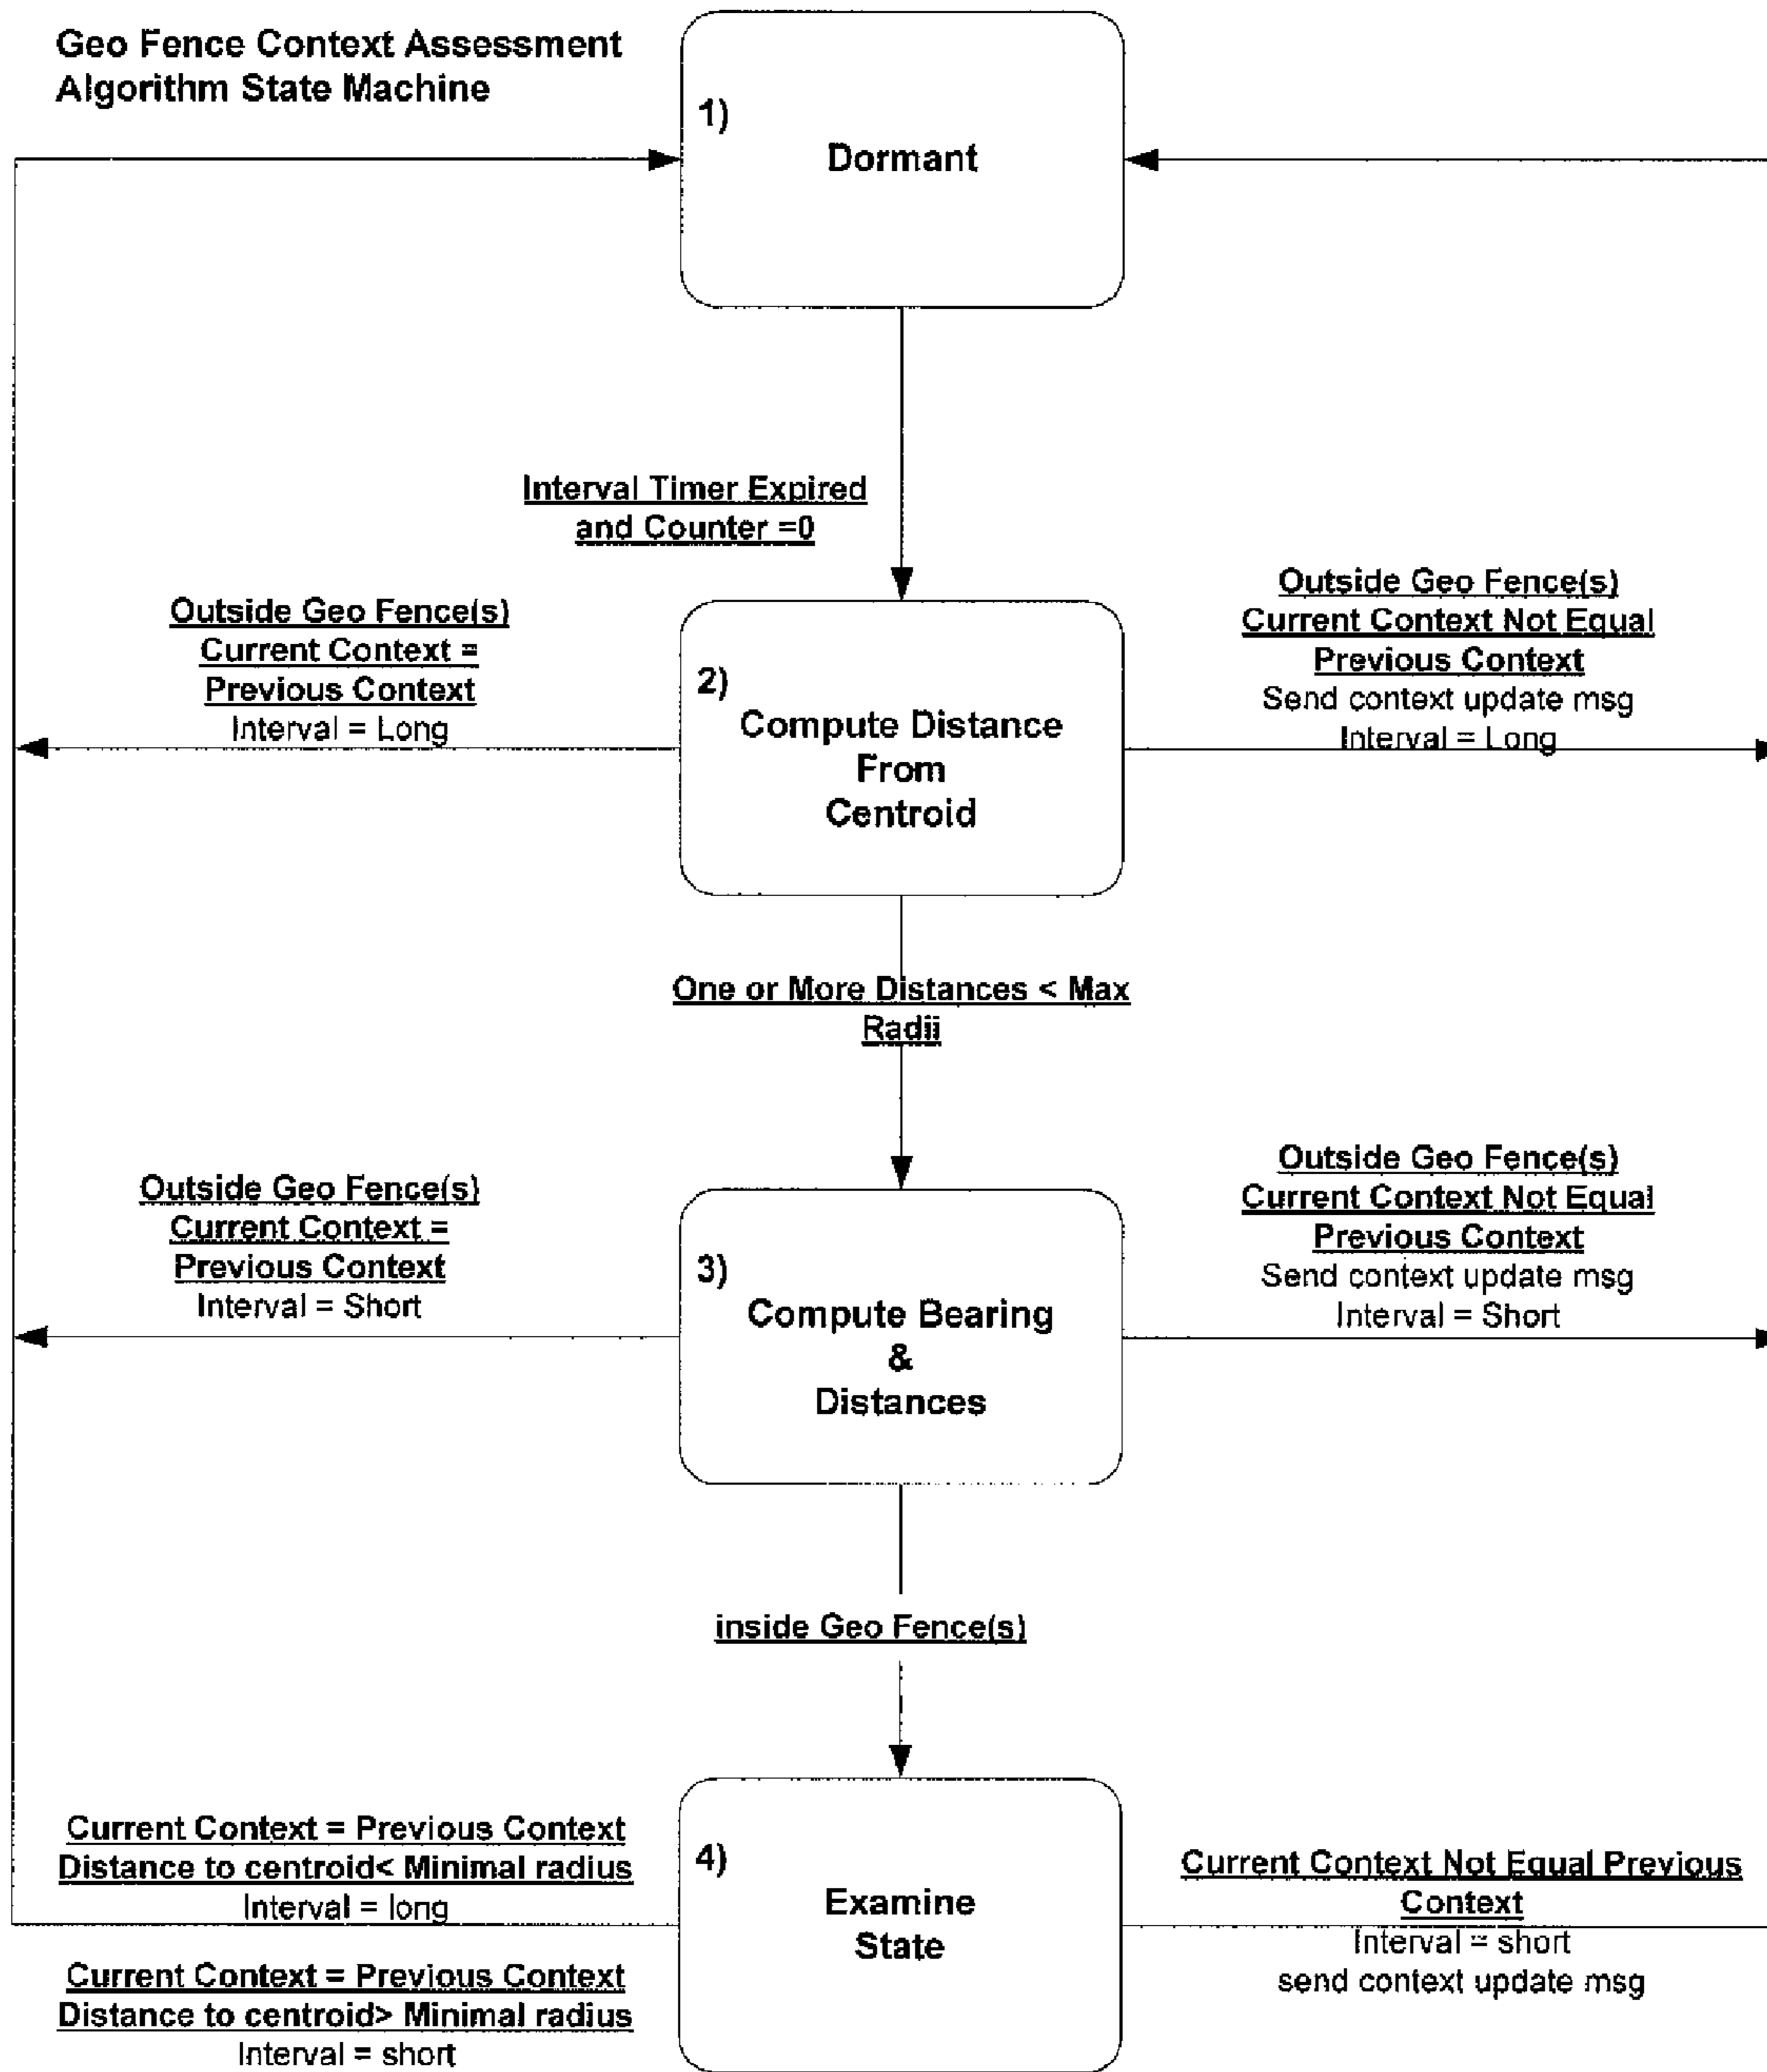 Geo Fence Context Assessment
Algorithm State Machine
1)
Dormant
Interval Timer Expired
and Counter =0
Outside Geo Fence(s)
Current Context =
Previous Context
Interval = Long
2)
Compute Distance
From
Centroid
Outside Geo Fence(s)
Current Context Not Equal
Previous Context
Send context update msg
Interval = Long
One or More Distances < Max
Radii
Outside Geo Fence(s)
Current Context =
Previous Context
Interval = Short
3)
Compute Bearing
&
Distances
Outside Geo Fence(s)
Current Context Not Equal
Previous Context
Send context update msg
Interval = Short
inside Geo Fence(s)
Current Context = Previous Context
Distance to centroid< Minimal radius
Interval = long
Current Context = Previous Context
Distance to centroid> Minimal radius
Interval = short
4)
Examine
State
Current Context Not Equal Previous
Context
Interval = short
send context update msg